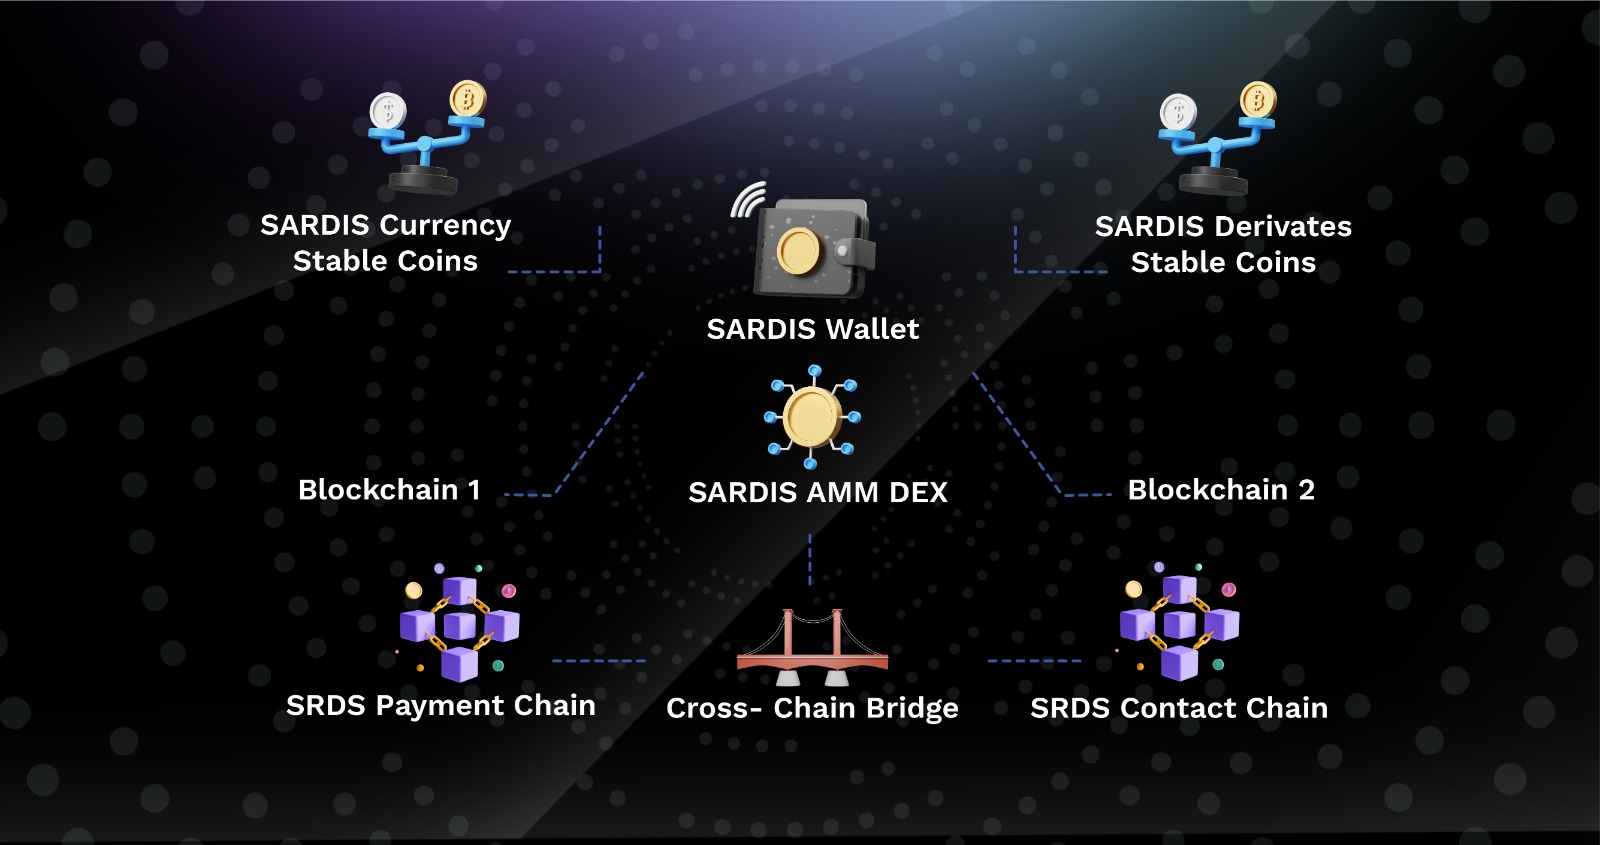 SARDIS Currency
Stable Coins
SARDIS Derivates
Stable Coins
SARDIS Wallet
Blockchain 1
SARDIS AMM DEX
Blockchain 2
SRDS Payment Chain
Cross- Chain Bridge
SRDS Contact Chain